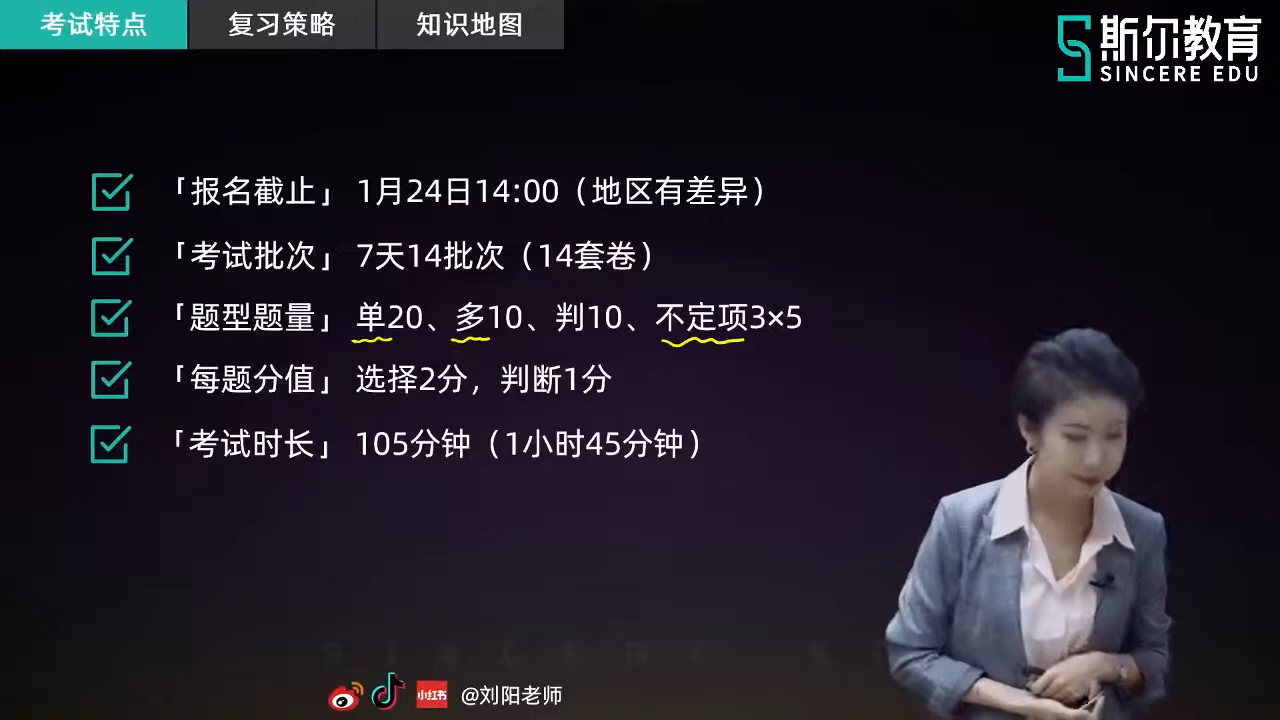 考试特点 复习策略 知识地图
斯尔教育
SINCERE EDU
「报名截止」 1月24日14:00（地区有差异）
「考试批次」 7天14批次（14套卷）
「题型题量」 单20、多10、判10、不定项3×5
「每题分值」 选择2分，判断1分
「考试时长」 105分钟（1小时45分钟）
小红书 @刘阳老师